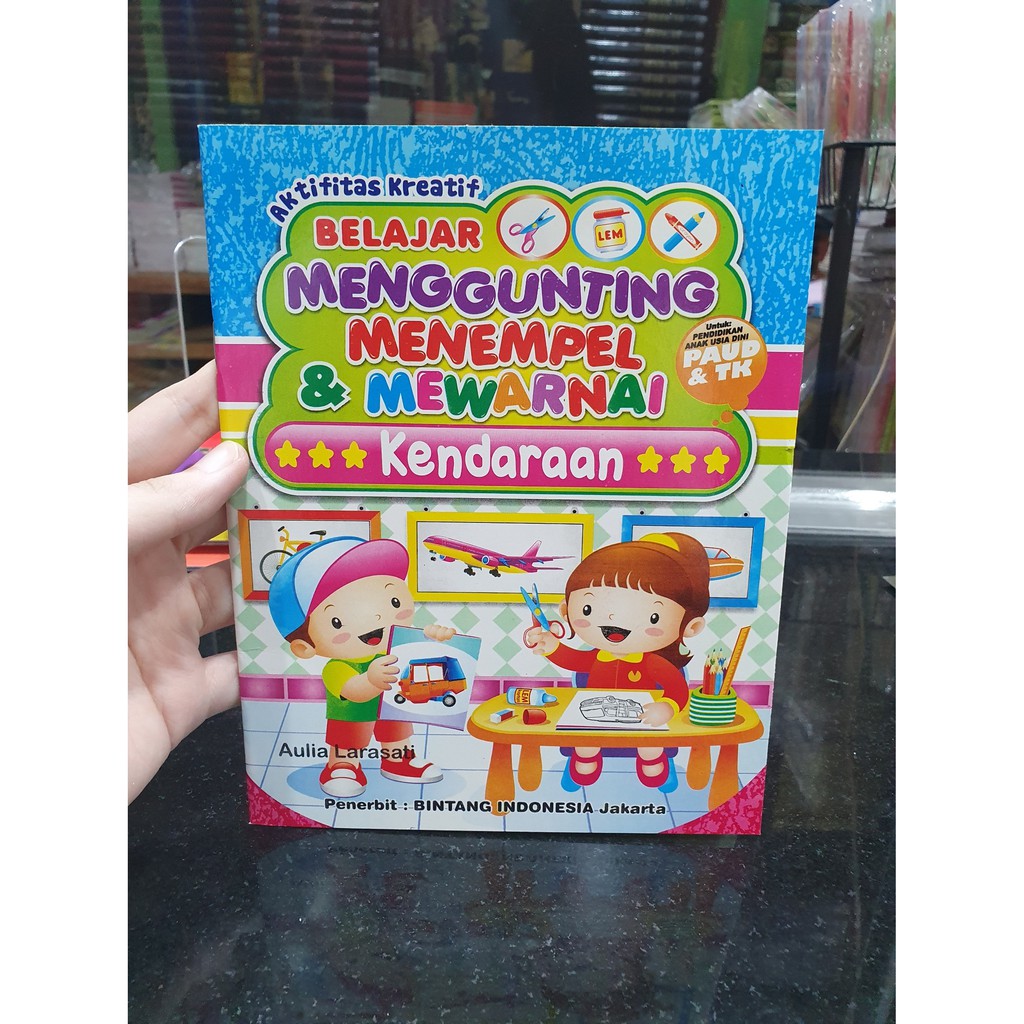 Aktifitas Kreatif
BELAJAR
LEM
MENGGUNTING
MENEMPEL
& MEWARNAI
Untuk:
PENDIDIKAN
ANAK USIA DINI
PAUD
& TK
Kendaraan
LEM
Aulia Larasati
Penerbit : BINTANG INDONESIA Jakarta